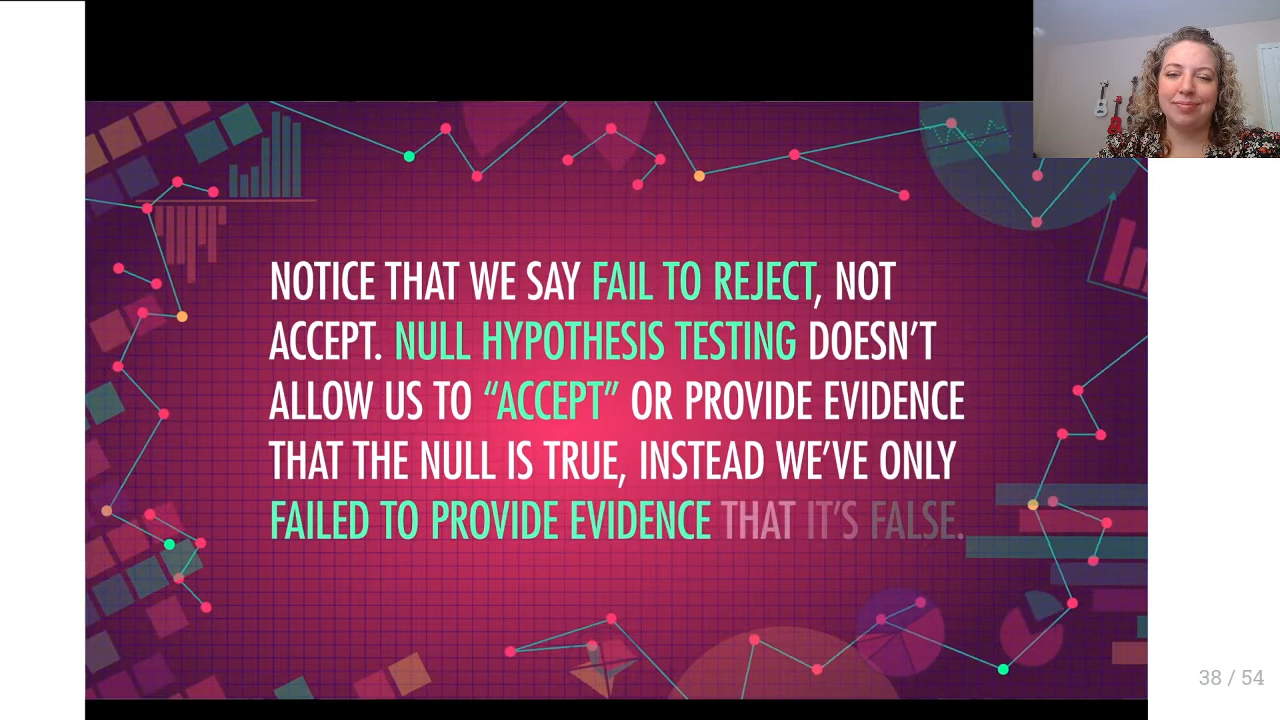 NOTICE THAT WE SAY FAIL TO REJECT, NOT
ACCEPT. NULL HYPOTHESIS TESTING DOESN'T
ALLOW US TO “ACCEPT” OR PROVIDE EVIDENCE
THAT THE NULL IS TRUE, INSTEAD WE'VE ONLY
FAILED TO PROVIDE EVIDENCE THAT IT'S FALSE.
38 / 54